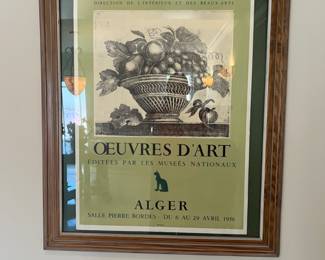 DIRECTION DE L'INTÉRIEUR ET DES BEAUX-ARTS
ŒUVRES D'ART
ÉDITÉES PAR LES MUSÉES NATIONAUX
ALGER
SALLE PIERRE BORDES - DU 6 AU 29 AVRIL 1956